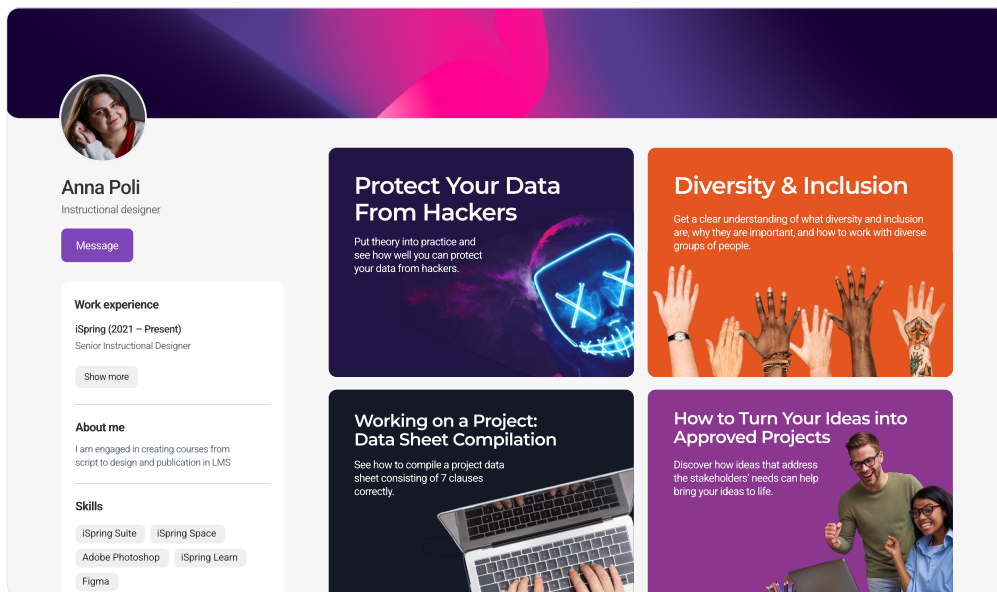 Anna Poli
Instructional designer
Message
Work experience
iSpring (2021 – Present)
Senior Instructional Designer
Show more
About me
I am engaged in creating courses from
script to design and publication in LMS
Skills
iSpring Suite
iSpring Space
Adobe Photoshop
iSpring Learn
Figma
Protect Your Data
From Hackers
Put theory into practice and
see how well you can protect
your data from hackers.
Diversity & Inclusion
Get a clear understanding of what diversity and inclusion
are, why they are important, and how to work with diverse
groups of people.
Working on a Project:
Data Sheet Compilation
See how to compile a project data
sheet consisting of 7 clauses
correctly.
How to Turn Your Ideas into
Approved Projects
Discover how ideas that address
the stakeholders’ needs can help
bring your ideas to life.